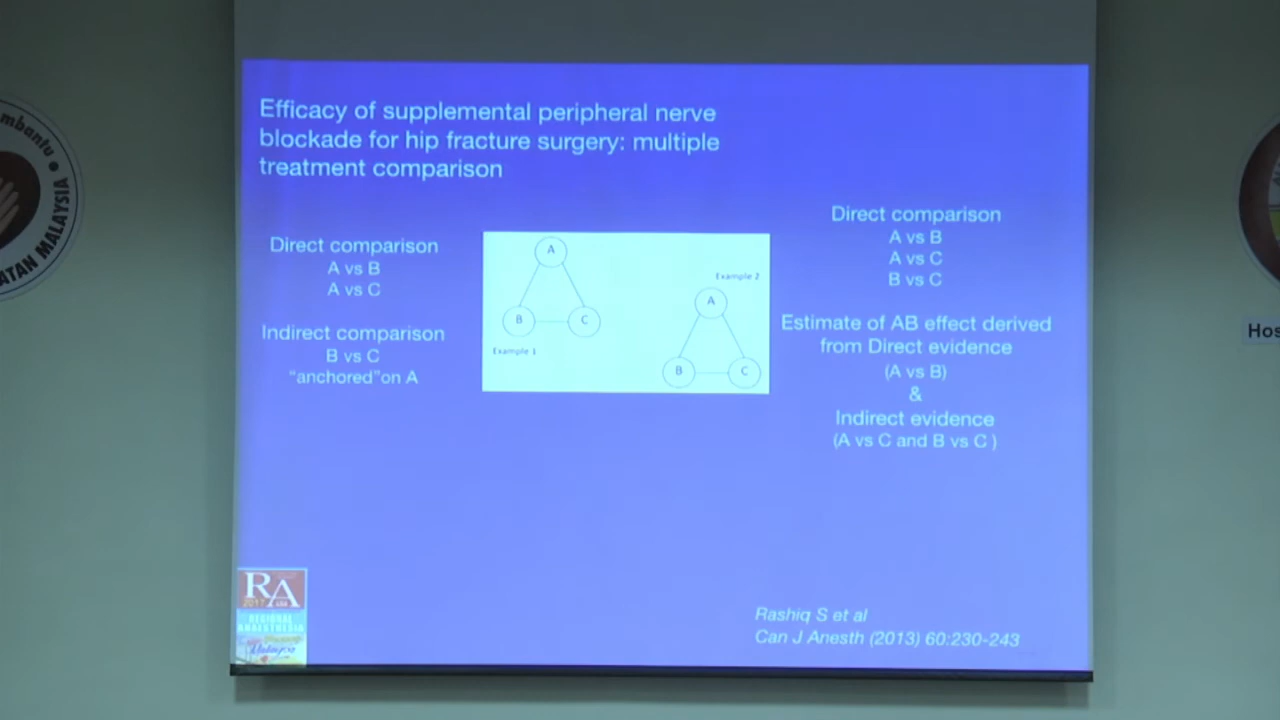 Efficacy of supplemental peripheral nerve
blockade for hip fracture surgery: multiple
treatment comparison
Direct comparison
A vs B
A vs C
Indirect comparison
B vs C
“anchored”on A
A
B
C
Example 1
Example 2
A
B
C
Direct comparison
A vs B
A vs C
B vs C
Estimate of AB effect derived
from Direct evidence
(A vs B)
&
Indirect evidence
(A vs C and B vs C )
Rashiq S et al
Can J Anesth (2013) 60:230-243
RA
2017
REGIONAL
ANAESTHESIA
Malaysia
mbantu
ATAN MALAYSIA
Hos